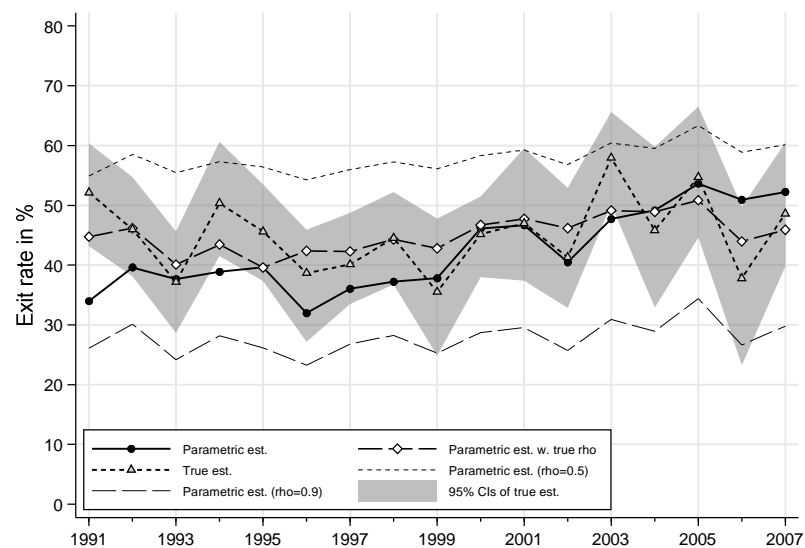 Exit rate in %
80
70
60
50
40
30
20
10
0
Parametric est.
True est.
Parametric est. (rho=0.9)
Parametric est. w. true rho
Parametric est. (rho=0.5)
95% CIs of true est.
1991 1993 1995 1997 1999 2001 2003 2005 2007